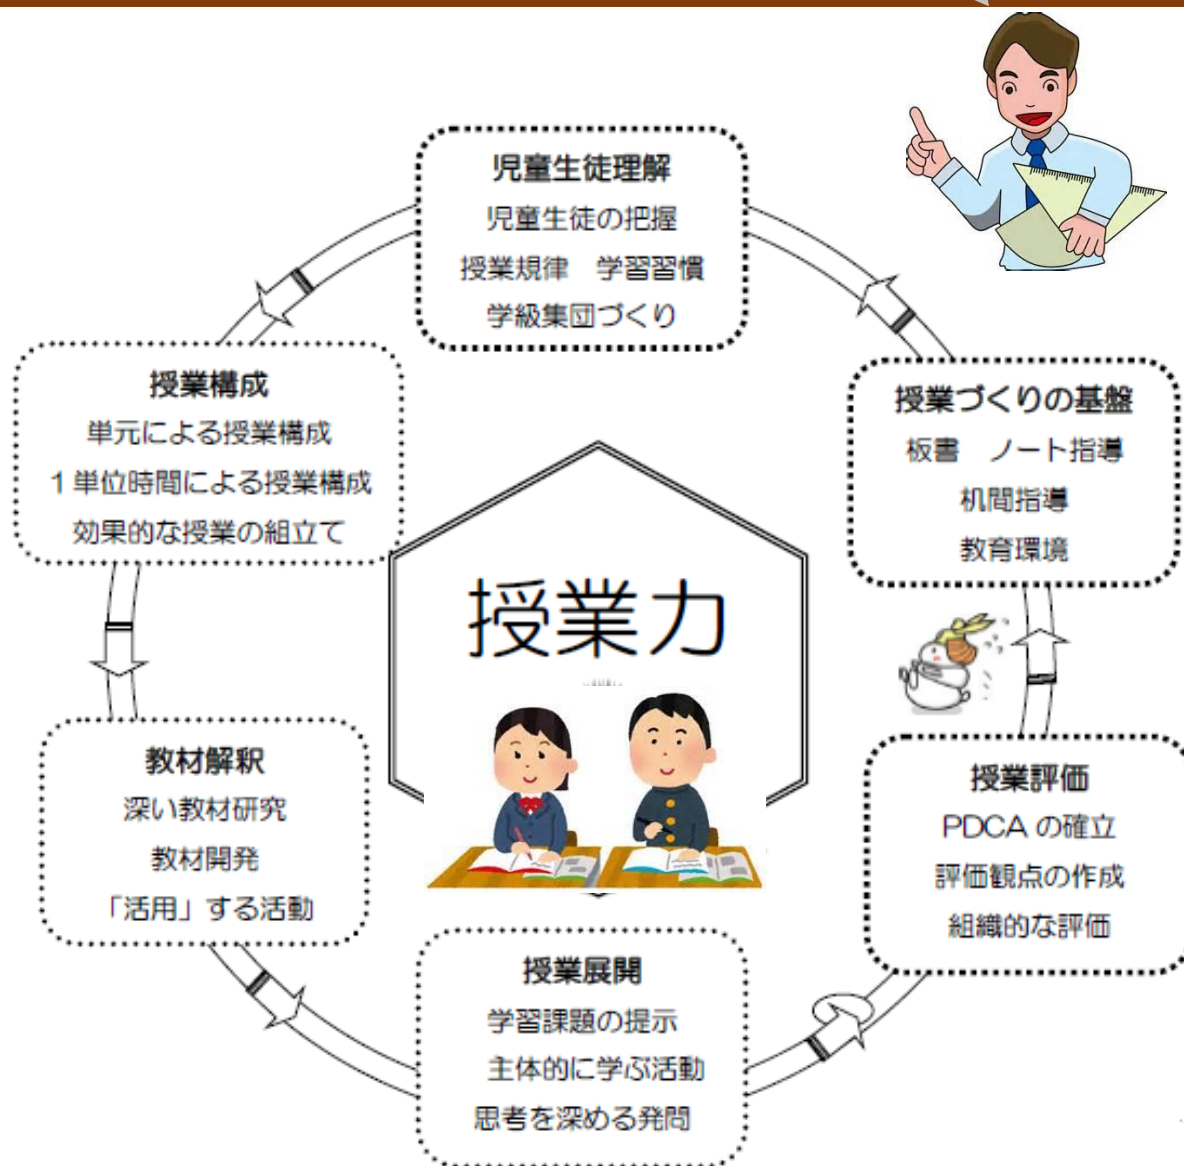 児童生徒理解
児童生徒の把握
授業規律　学習習慣
学級集団づくり
授業構成
単元による授業構成
1単位時間による授業構成
効果的な授業の組立て
授業づくりの基盤
板書　ノート指導
机間指導
教育環境
授業力
教材解釈
深い教材研究
教材開発
「活用」する活動
授業評価
PDCA の確立
評価観点の作成
組織的な評価
授業展開
学習課題の提示
主体的に学ぶ活動
思考を深める発問